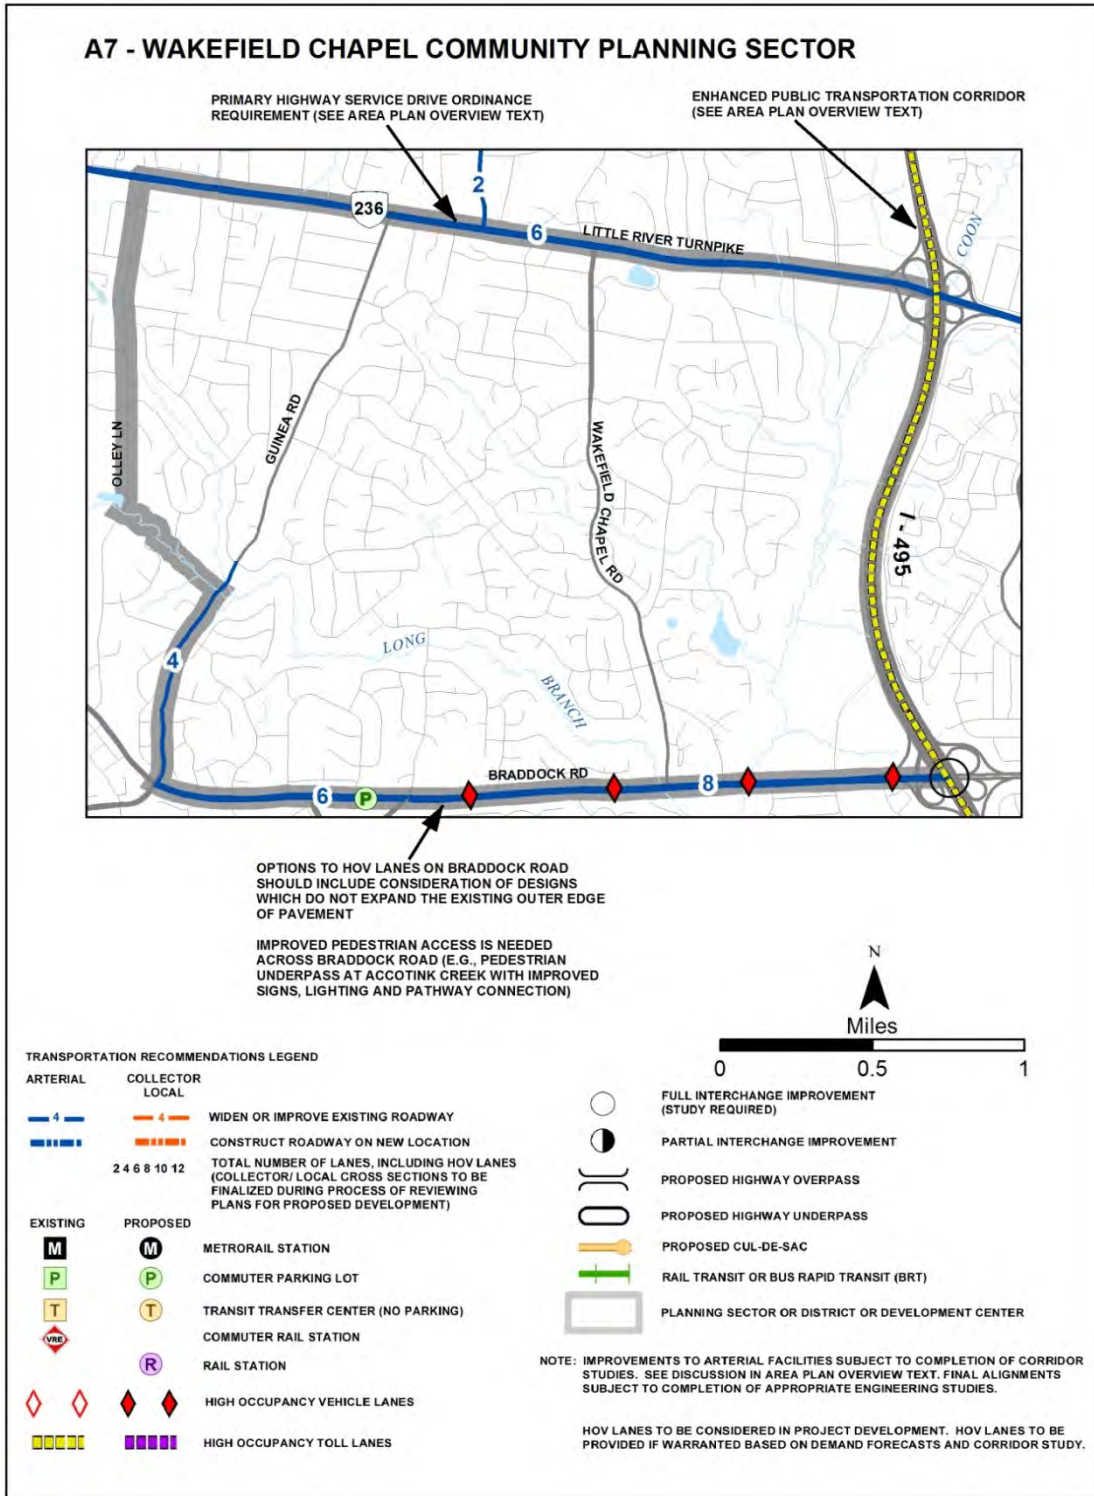 A7 - WAKEFIELD CHAPEL COMMUNITY PLANNING SECTOR
PRIMARY HIGHWAY SERVICE DRIVE ORDINANCE
REQUIREMENT (SEE AREA PLAN OVERVIEW TEXT)
ENHANCED PUBLIC TRANSPORTATION CORRIDOR
(SEE AREA PLAN OVERVIEW TEXT)
2
236
6
LITTLE RIVER TURNPIKE
COON
OLLEY LN
GUINEA RD
WAKEFIELD CHAPEL RD
I - 495
4
LONG
BRANCH
BRADDOCK RD
6
P
8
OPTIONS TO HOV LANES ON BRADDOCK ROAD
SHOULD INCLUDE CONSIDERATION OF DESIGNS
WHICH DO NOT EXPAND THE EXISTING OUTER EDGE
OF PAVEMENT
IMPROVED PEDESTRIAN ACCESS IS NEEDED
ACROSS BRADDOCK ROAD (E.G., PEDESTRIAN
UNDERPASS AT ACCOTINK CREEK WITH IMPROVED
SIGNS, LIGHTING AND PATHWAY CONNECTION)
N
Miles
0 0.5 1
TRANSPORTATION RECOMMENDATIONS LEGEND
ARTERIAL COLLECTOR
LOCAL
4 4 WIDEN OR IMPROVE EXISTING ROADWAY
CONSTRUCT ROADWAY ON NEW LOCATION
2 4 6 8 10 12 TOTAL NUMBER OF LANES, INCLUDING HOV LANES
(COLLECTOR/ LOCAL CROSS SECTIONS TO BE
FINALIZED DURING PROCESS OF REVIEWING
PLANS FOR PROPOSED DEVELOPMENT)
EXISTING PROPOSED
M M METRORAIL STATION
P P COMMUTER PARKING LOT
T T TRANSIT TRANSFER CENTER (NO PARKING)
VRE COMMUTER RAIL STATION
R RAIL STATION
HIGH OCCUPANCY VEHICLE LANES
HIGH OCCUPANCY TOLL LANES
FULL INTERCHANGE IMPROVEMENT
(STUDY REQUIRED)
PARTIAL INTERCHANGE IMPROVEMENT
PROPOSED HIGHWAY OVERPASS
PROPOSED HIGHWAY UNDERPASS
PROPOSED CUL-DE-SAC
RAIL TRANSIT OR BUS RAPID TRANSIT (BRT)
PLANNING SECTOR OR DISTRICT OR DEVELOPMENT CENTER
NOTE: IMPROVEMENTS TO ARTERIAL FACILITIES SUBJECT TO COMPLETION OF CORRIDOR
STUDIES. SEE DISCUSSION IN AREA PLAN OVERVIEW TEXT. FINAL ALIGNMENTS
SUBJECT TO COMPLETION OF APPROPRIATE ENGINEERING STUDIES.
HOV LANES TO BE CONSIDERED IN PROJECT DEVELOPMENT. HOV LANES TO BE
PROVIDED IF WARRANTED BASED ON DEMAND FORECASTS AND CORRIDOR STUDY.